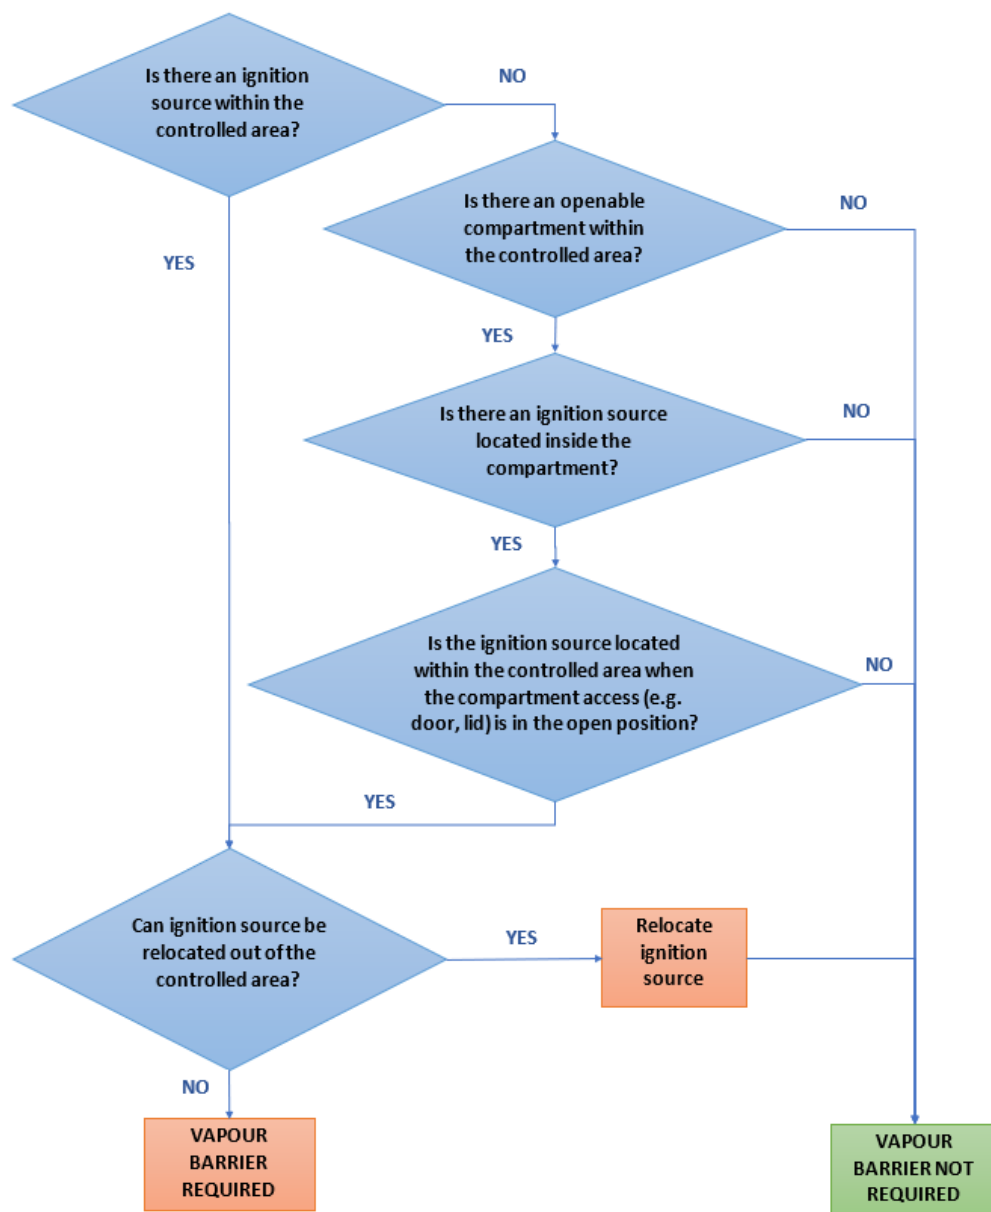 Is there an ignition
source within the
controlled area?
NO
Is there an openable
compartment within
the controlled area?
NO
YES
YES
Is there an ignition source
located inside the
compartment?
NO
YES
Is the ignition source located
within the controlled area when
the compartment access (e.g.
door, lid) is in the open position?
NO
YES
Can ignition source be
relocated out of the
controlled area?
YES
Relocate
ignition
source
NO
VAPOUR
BARRIER
REQUIRED
VAPOUR
BARRIER NOT
REQUIRED